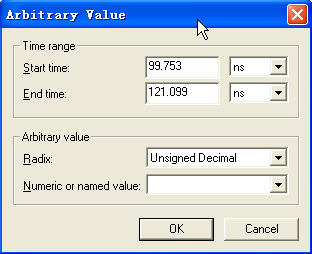 Arbitrary Value
Time range
Start time: 99.753 ns
End time: 121.099 ns
Arbitrary value
Radix: Unsigned Decimal
Numeric or named value:
OK Cancel